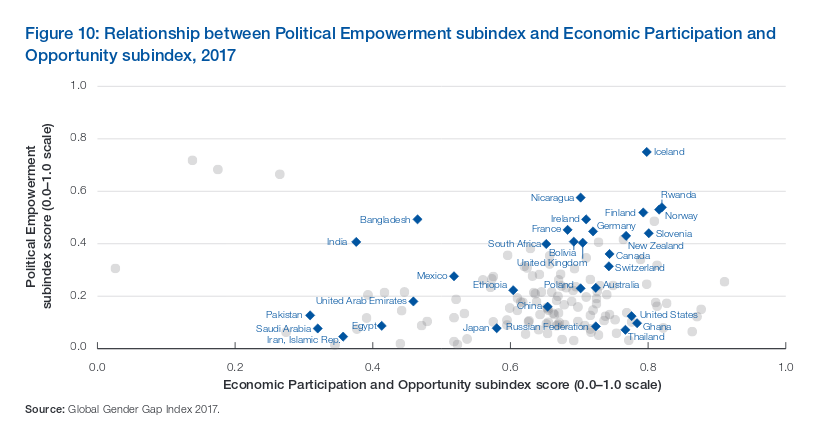 Figure 10: Relationship between Political Empowerment subindex and Economic Participation and
Opportunity subindex, 2017
Political Empowerment
subindex score (0.0–1.0 scale)
1.0
0.8
0.6
0.4
0.2
0.0
Iceland
Nicaragua
Rwanda
Finland
Norway
Bangladesh
Ireland
France
Germany
Slovenia
India
South Africa
New Zealand
Bolivia
Canada
United Kingdom
Switzerland
Mexico
Ethiopia
Poland
Australia
United Arab Emirates
China
Pakistan
United States
Saudi Arabia
Egypt
Japan
Russian Federation
Ghana
Iran, Islamic Rep.
Thailand
0.0
0.2
0.4
0.6
0.8
1.0
Economic Participation and Opportunity subindex score (0.0–1.0 scale)
Source: Global Gender Gap Index 2017.